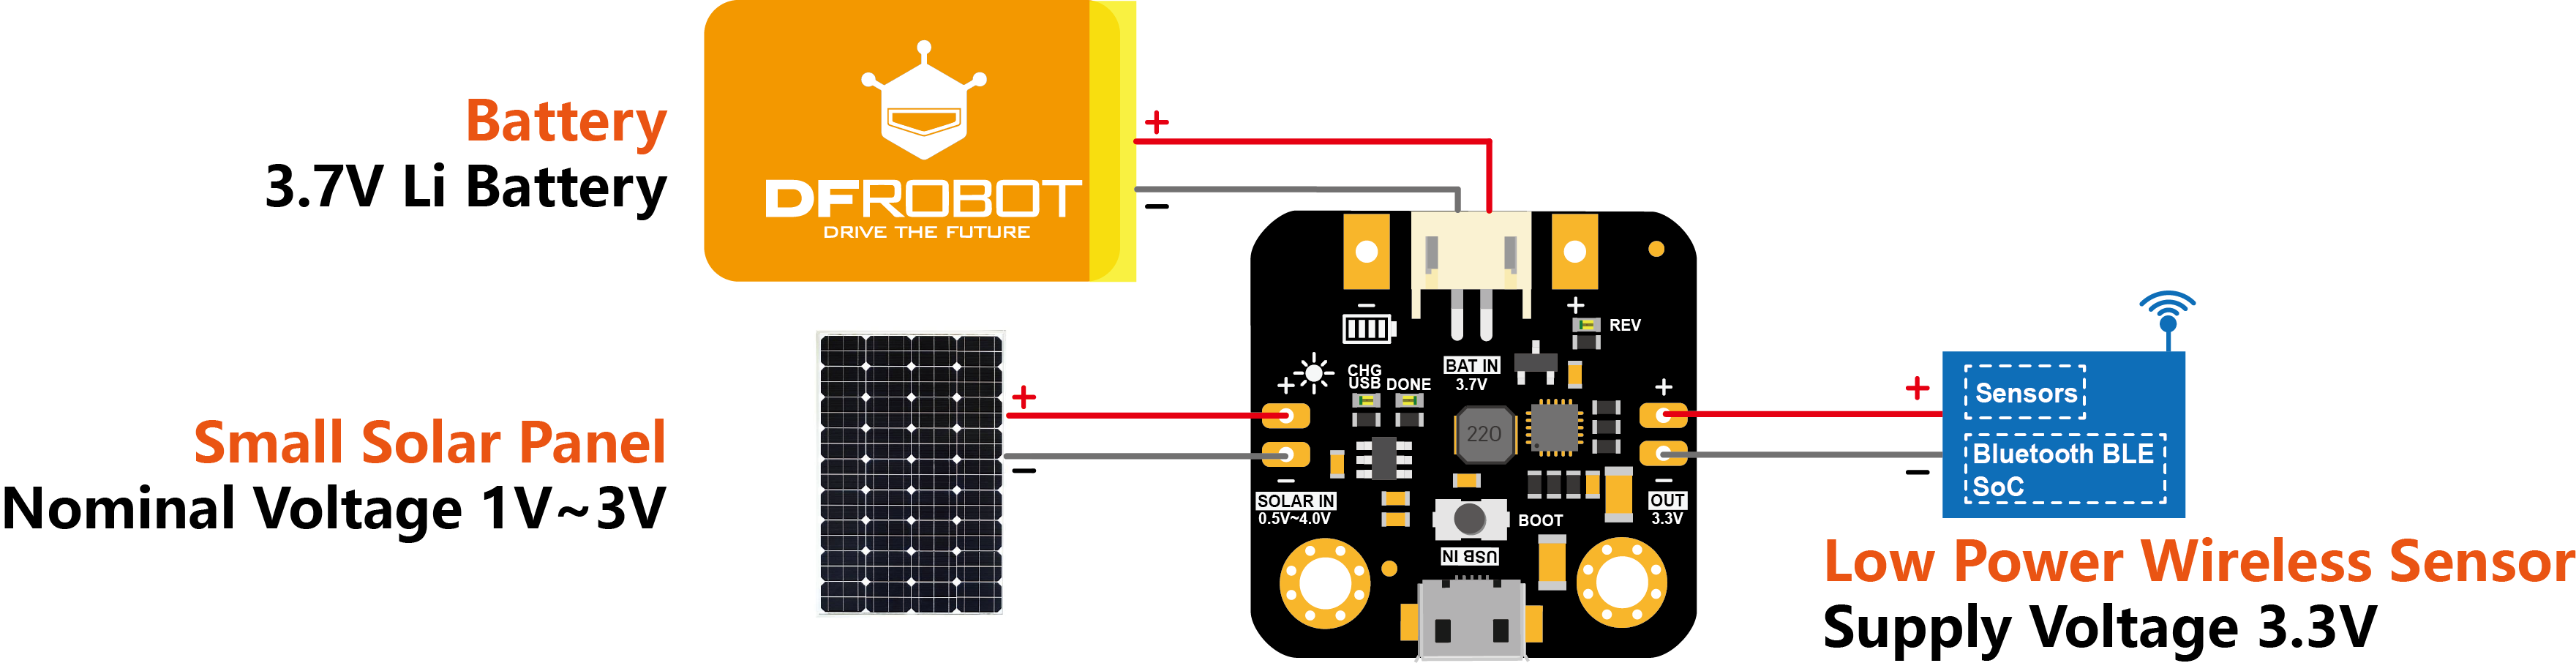 Battery
3.7V Li Battery
DFROBOT
DRIVE THE FUTURE
+
−
Small Solar Panel
Nominal Voltage 1V~3V
+
−
−
+
REV
BAT IN
3.7V
CHG
USB
DONE
+
−
SOLAR IN
0.5V~4.0V
220
BOOT
USB IN
+
−
OUT
3.3V
+
−
Sensors
Bluetooth BLE
SoC
Low Power Wireless Sensor
Supply Voltage 3.3V